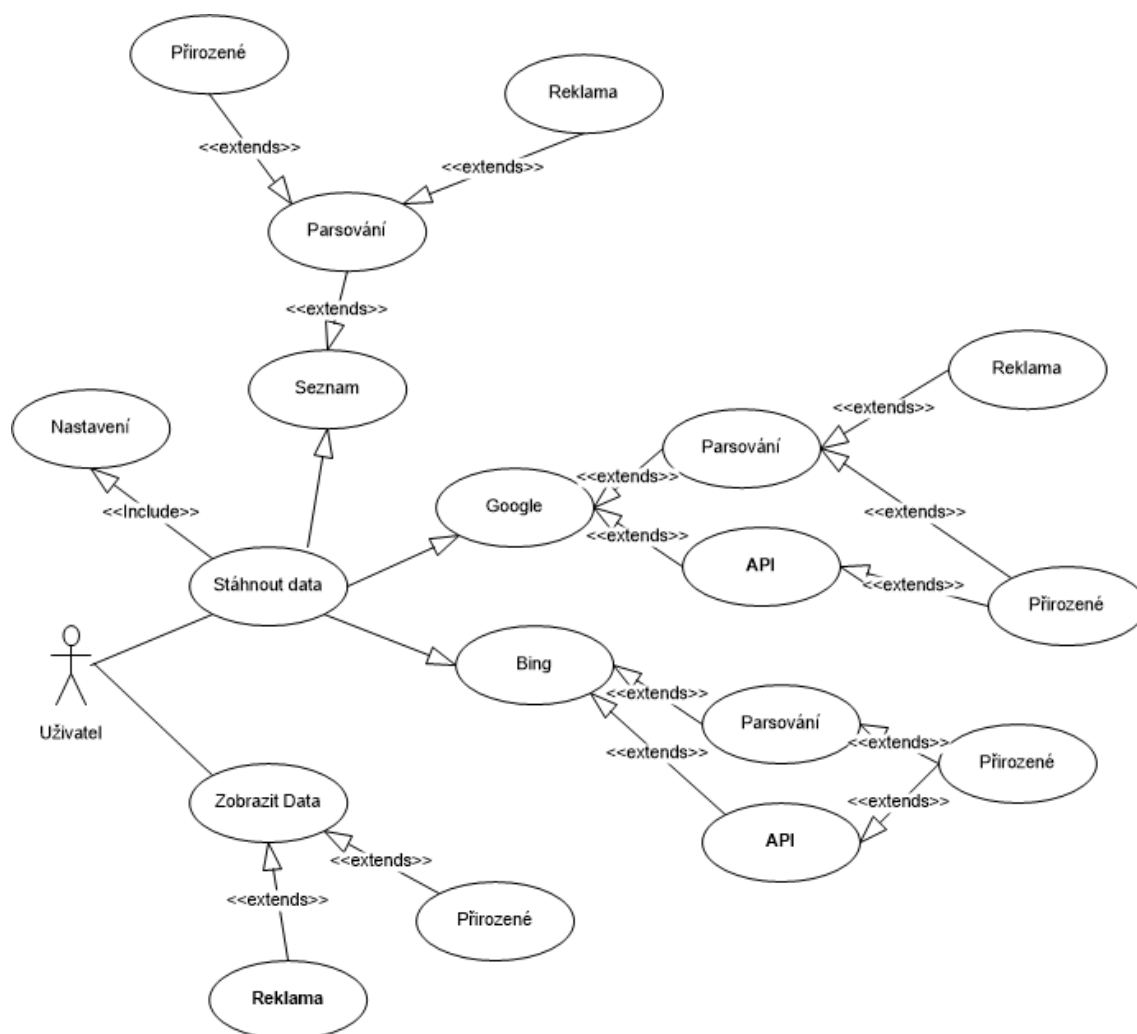 Přirozené
Reklama
<<extends>>
<<extends>>
Parsování
<<extends>>
Seznam
Reklama
Nastavení
<<extends>>
Parsování
<<extends>>
Google
<<Include>>
<<extends>>
<<extends>>
API
Stáhnout data
<<extends>>
Přirozené
Bing
<<extends>>
Parsování
Uživatel
<<extends>>
<<extends>>
Přirozené
Zobrazit Data
<<extends>>
API
<<extends>>
<<extends>>
Přirozené
Reklama